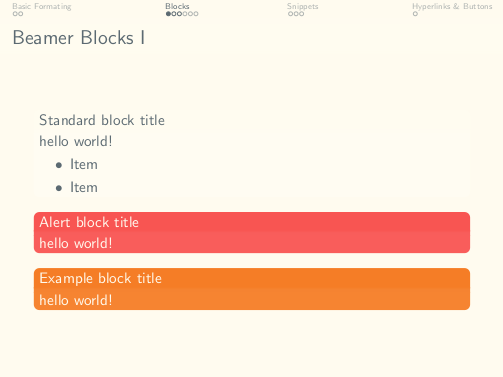 Basic Formating Blocks Snippets Hyperlinks & Buttons
Beamer Blocks I
Standard block title
hello world!
• Item
• Item
Alert block title
hello world!
Example block title
hello world!